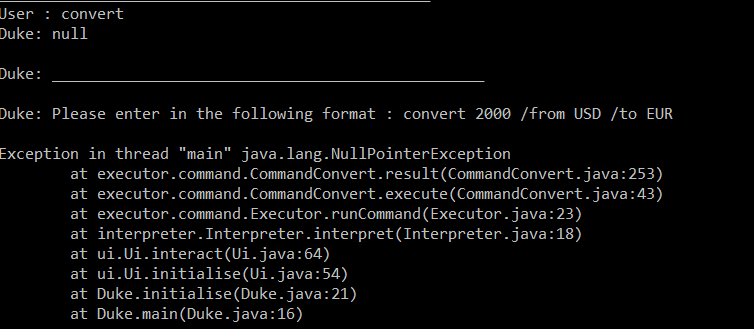 User : convert
Duke: null
Duke: ________________________________________________
Duke: Please enter in the following format : convert 2000 /from USD /to EUR
Exception in thread "main" java.lang.NullPointerException
at executor.command.CommandConvert.result(CommandConvert.java:253)
at executor.command.CommandConvert.execute(CommandConvert.java:43)
at executor.command.Executor.runCommand(Executor.java:23)
at interpreter.Interpreter.interpret(Interpreter.java:18)
at ui.Ui.interact(Ui.java:64)
at ui.Ui.initialise(Ui.java:54)
at Duke.initialise(Duke.java:21)
at Duke.main(Duke.java:16)